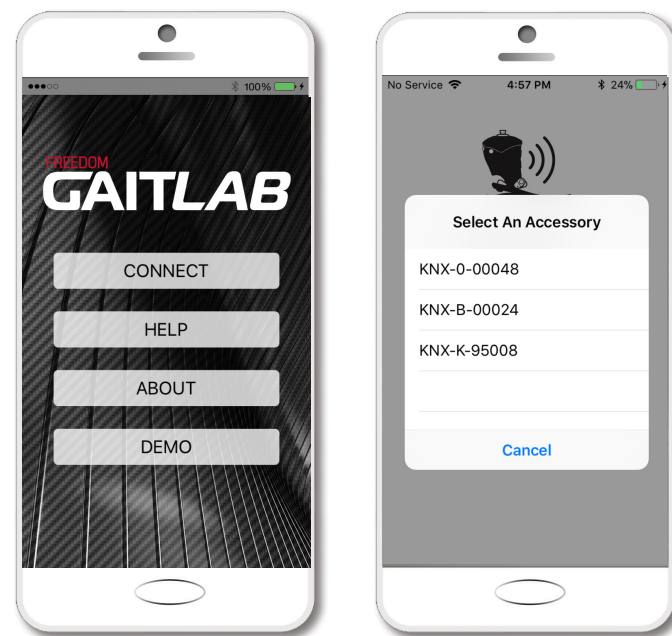 100%
FREEDOM
GAITLAB
CONNECT
HELP
ABOUT
DEMO
No Service 4:57 PM 24%
Select An Accessory
KNX-0-00048
KNX-B-00024
KNX-K-95008
Cancel